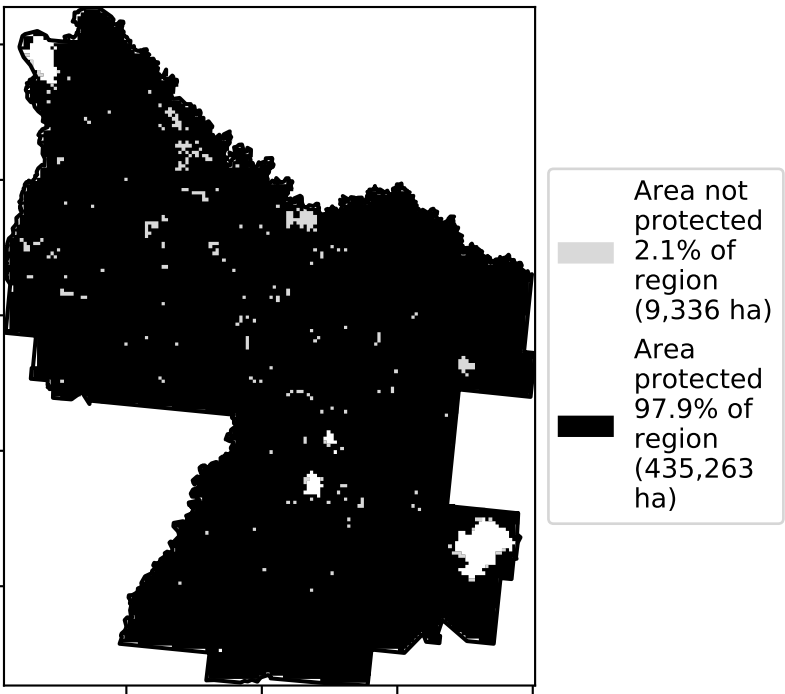 Area not
protected
2.1% of
region
(9,336 ha)
Area
protected
97.9% of
region
(435,263
ha)